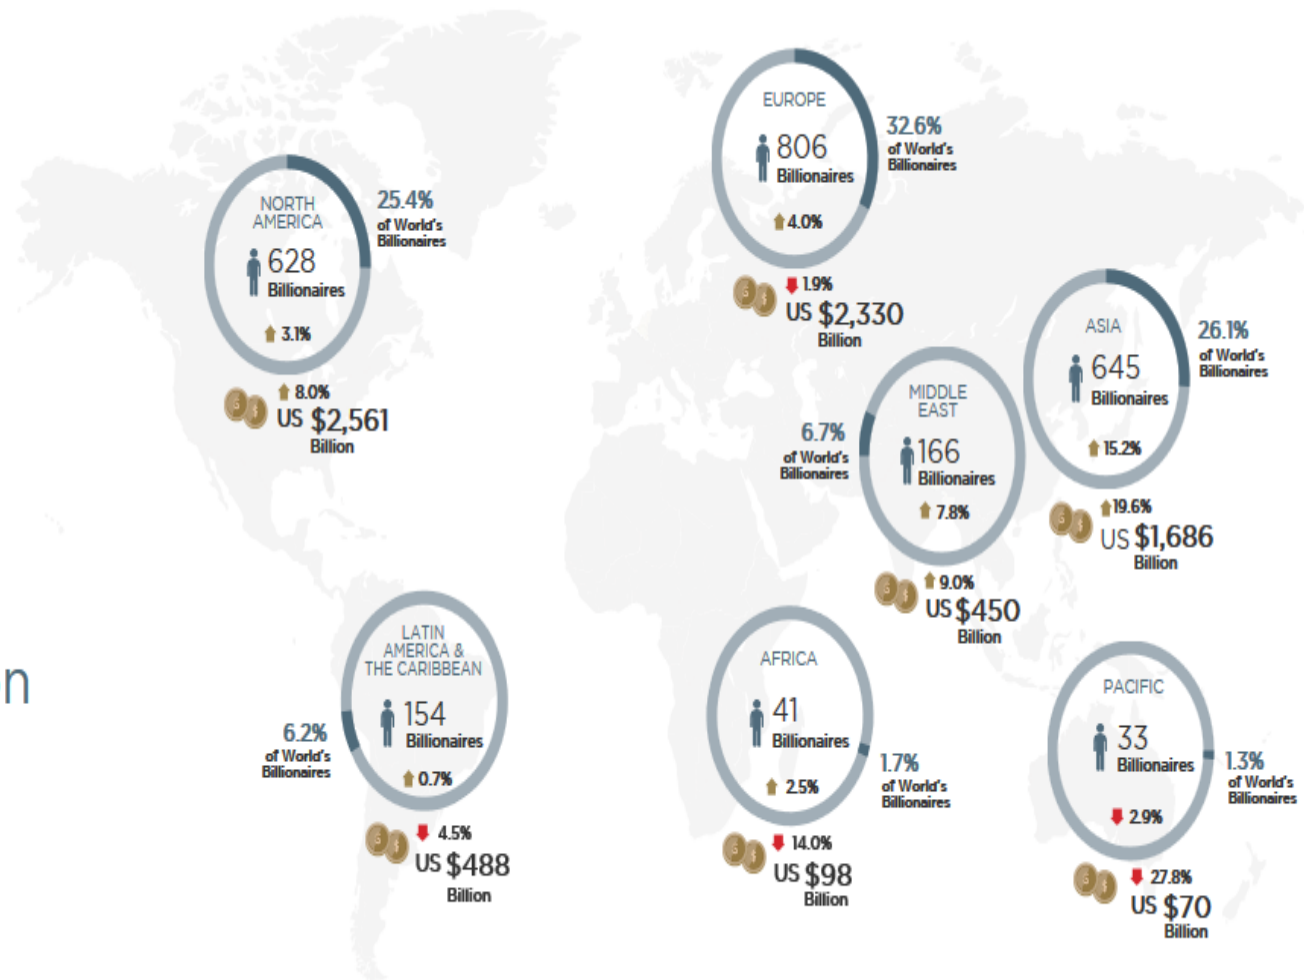 EUROPE
806
Billionaires
4.0%
32.6%
of World's
Billionaires
1.9%
US $2,330
Billion
NORTH
AMERICA
628
Billionaires
3.1%
25.4%
of World's
Billionaires
8.0%
US $2,561
Billion
ASIA
645
Billionaires
15.2%
26.1%
of World's
Billionaires
19.6%
US $1,686
Billion
MIDDLE
EAST
166
Billionaires
7.8%
6.7%
of World's
Billionaires
9.0%
US $450
Billion
LATIN
AMERICA &
THE CARIBBEAN
154
Billionaires
0.7%
6.2%
of World's
Billionaires
4.5%
US $488
Billion
AFRICA
41
Billionaires
2.5%
1.7%
of World's
Billionaires
14.0%
US $98
Billion
PACIFIC
33
Billionaires
2.9%
1.3%
of World's
Billionaires
27.8%
US $70
Billion
n